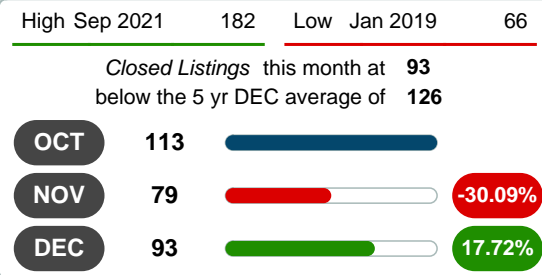 High Sep 2021 182 Low Jan 2019 66
Closed Listings this month at 93
below the 5 yr DEC average of 126
OCT 113
NOV 79 -30.09%
DEC 93 17.72%